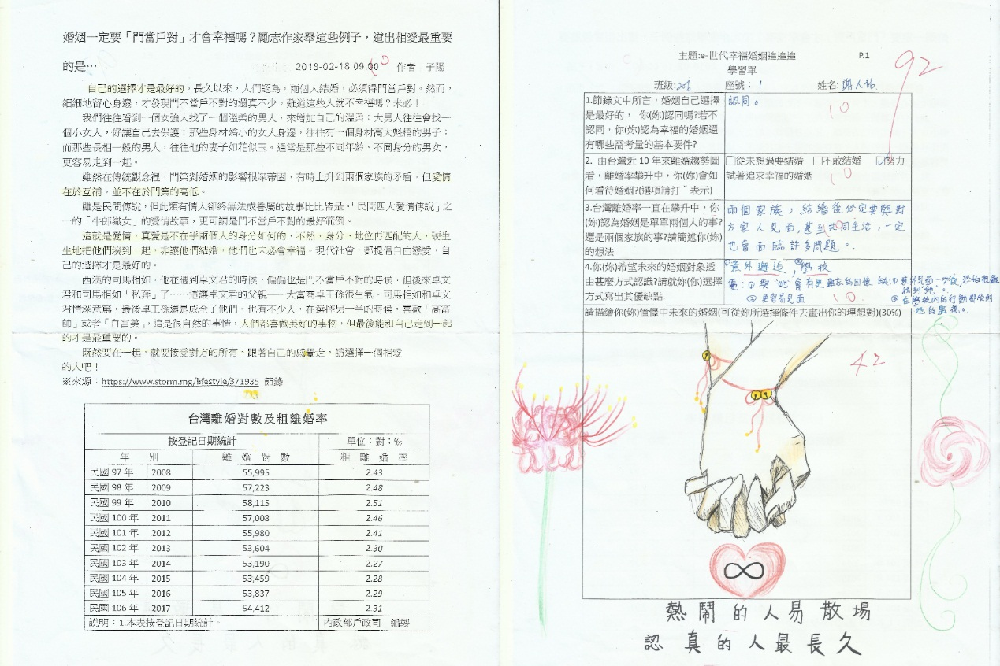 婚姻一定要「門當戶對」才會幸福嗎？勵志作家舉這些例子，道出相愛最重要
的是…
2018-02-18 09:00 作者 子陽
10
自己的選擇才是最好的。長久以來，人們認為，兩個人結婚，必須得門當戶對。然而，
細細地留心身邊，才發現門不當戶不對的還真不少。難道這些人就不幸福嗎？未必！
我們往往看到一個女強人找了一個溫柔的男人，來增加自己的溫柔；大男人往往會找一
個小女人，好讓自己去保護；那些身材嬌小的女人身邊，往往有一個身材高大魁梧的男子；
而那些長相一般的男人，往往他的妻子如花似玉。通常是那些不同年齡、不同身分的男女，
更容易走到一起。
雖然在傳統觀念裡，門第對婚姻的影響根深蒂固，有時上升到兩個家族的矛盾，但愛情
在於互補，並不在於門第的高低。
雖是民間傳說，但此類有情人卻終無法成眷屬的故事比比皆是。「民間四大愛情傳說」之
一的「牛郎織女」的愛情故事，更可謂是門不當戶不對的最好範例。
這就是愛情，真愛是不在乎兩個人的身分如何的，不然，身分、地位再匹配的人，硬生
生地把他們湊到一起，非讓他們結婚，他們也未必會幸福。現代社會，都提倡自由戀愛，自
己的選擇才是最好的。
西漢的司馬相如，他在遇到卓文君的時候，偏偏也是門不當戶不對的時候，但後來卓文
君和司馬相如「私奔」了……這讓卓文君的父親——大富商卓王孫很生氣。司馬相如和卓文
君情深意篤，最後卓王孫還是成全了他們。也有不少人，在選擇另一半的時候，喜歡「高富
帥」或者「白富美」，這是很自然的事情，人們都喜歡美好的事物，但最後能和自己走到一起
的才是最重要的。
既然要在一起，就要接受對方的所有。跟著自己的感覺走，請選擇一個相愛
的人吧！
※來源：https://www.storm.mg/lifestyle/371935 節錄
台灣離婚對數及粗離婚率
按登記日期統計 單位：對；‰
年 別 離 婚 對 數 粗 離 婚 率
民國 97 年 2008 55,995 2.43
民國 98 年 2009 57,223 2.48
民國 99 年 2010 58,115 2.51
民國 100 年 2011 57,008 2.46
民國 101 年 2012 55,980 2.41
民國 102 年 2013 53,604 2.30
民國 103 年 2014 53,190 2.27
民國 104 年 2015 53,459 2.28
民國 105 年 2016 53,837 2.29
民國 106 年 2017 54,412 2.31
說明：1.本表按登記日期統計。 內政部戶政司 編製
主題:e-世代幸福婚姻追追追 P.1
學習單
92
班級: 座號： 1 姓名:
1.節錄文中所言，婚姻自己選擇
是最好的， 你(妳)認同嗎?若不
認同，你(妳)認為幸福的婚姻還
有哪些需考量的基本要件?
認同。
10
2. 由台灣近 10 年來離婚趨勢圖
看，離婚率攀升中，你(妳)會如
何看待婚姻?(選項請打ˇ表示)
□從未想過要結婚 □不敢結婚 ☑努力
試著追求幸福的婚姻
10
3.台灣離婚率一直在攀升中，你
(妳)認為婚姻是單單兩個人的事?
還是兩個家族的事?請簡述你(妳)
的想法
兩個家族，結婚後必定要與對
方家人見面，甚至共同生活，一定
也會面臨許多問題。
10
4.你(妳)希望未來的婚姻對象透
由甚麼方式認識?請就妳(你)選擇
方式寫出其優缺點.
①意外邂逅，②學校
優：①與"她"會有更難忘的回憶
②更容易見面
缺：①意外見面一次後，恐怕很難
找到"她"。
②在學校內的行動都受到
的監視。
10
請描繪你(妳)憧憬中未來的婚姻(可從妳所選擇條件去畫出你的理想對)(30%)
42
∞
熱鬧的人易散場
認真的人最長久